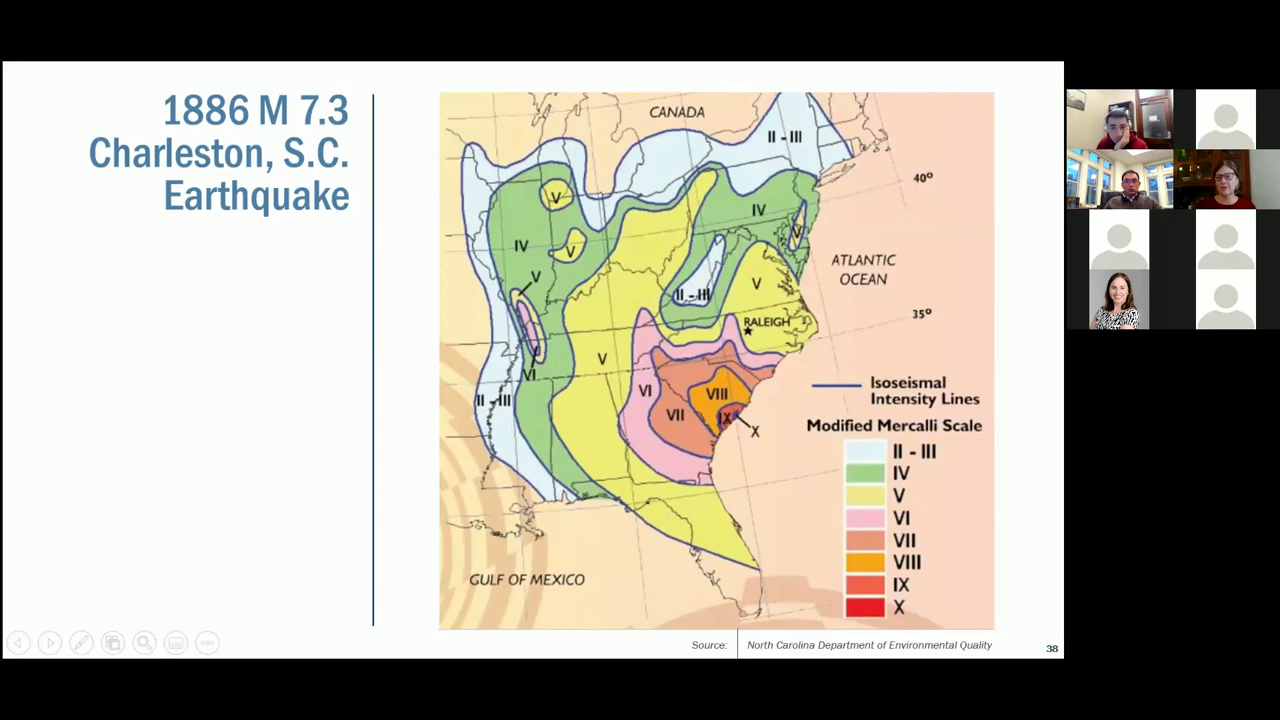 1886 M 7.3
Charleston, S.C.
Earthquake
CANADA
II - III
40º
V
IV
V
IV
V
ATLANTIC
OCEAN
V
V
II - III
35º
RALEIGH
V
VI
II - III
VI
VIII
VII
IX
X
Isoseismal
Intensity Lines
Modified Mercalli Scale
II - III
IV
V
VI
VII
VIII
IX
X
GULF OF MEXICO
Source:
North Carolina Department of Environmental Quality
38